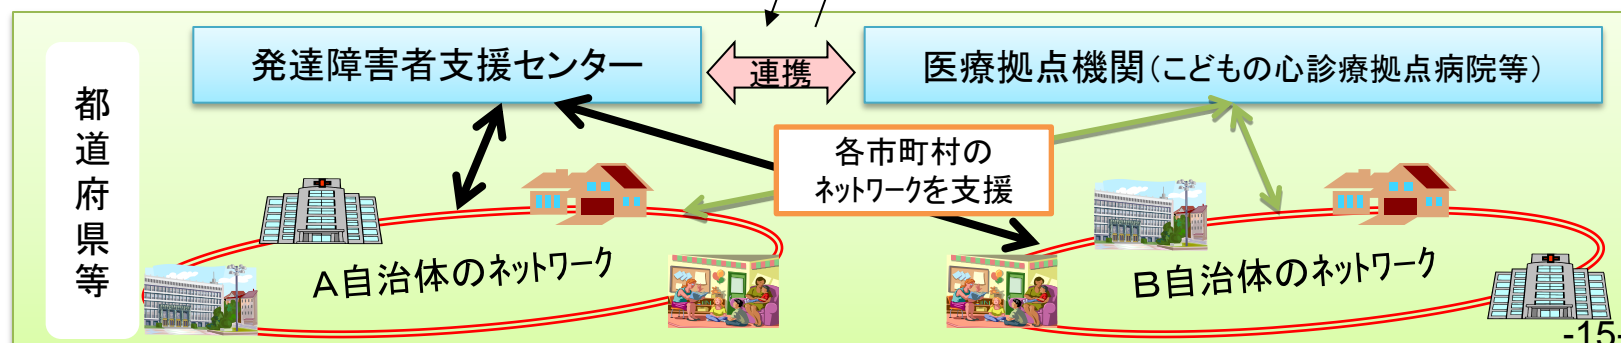 都道府県等
発達障害者支援センター
連携
医療拠点機関(こどもの心診療拠点病院等)
各市町村の
ネットワークを支援
A自治体のネットワーク
B自治体のネットワーク
-15-